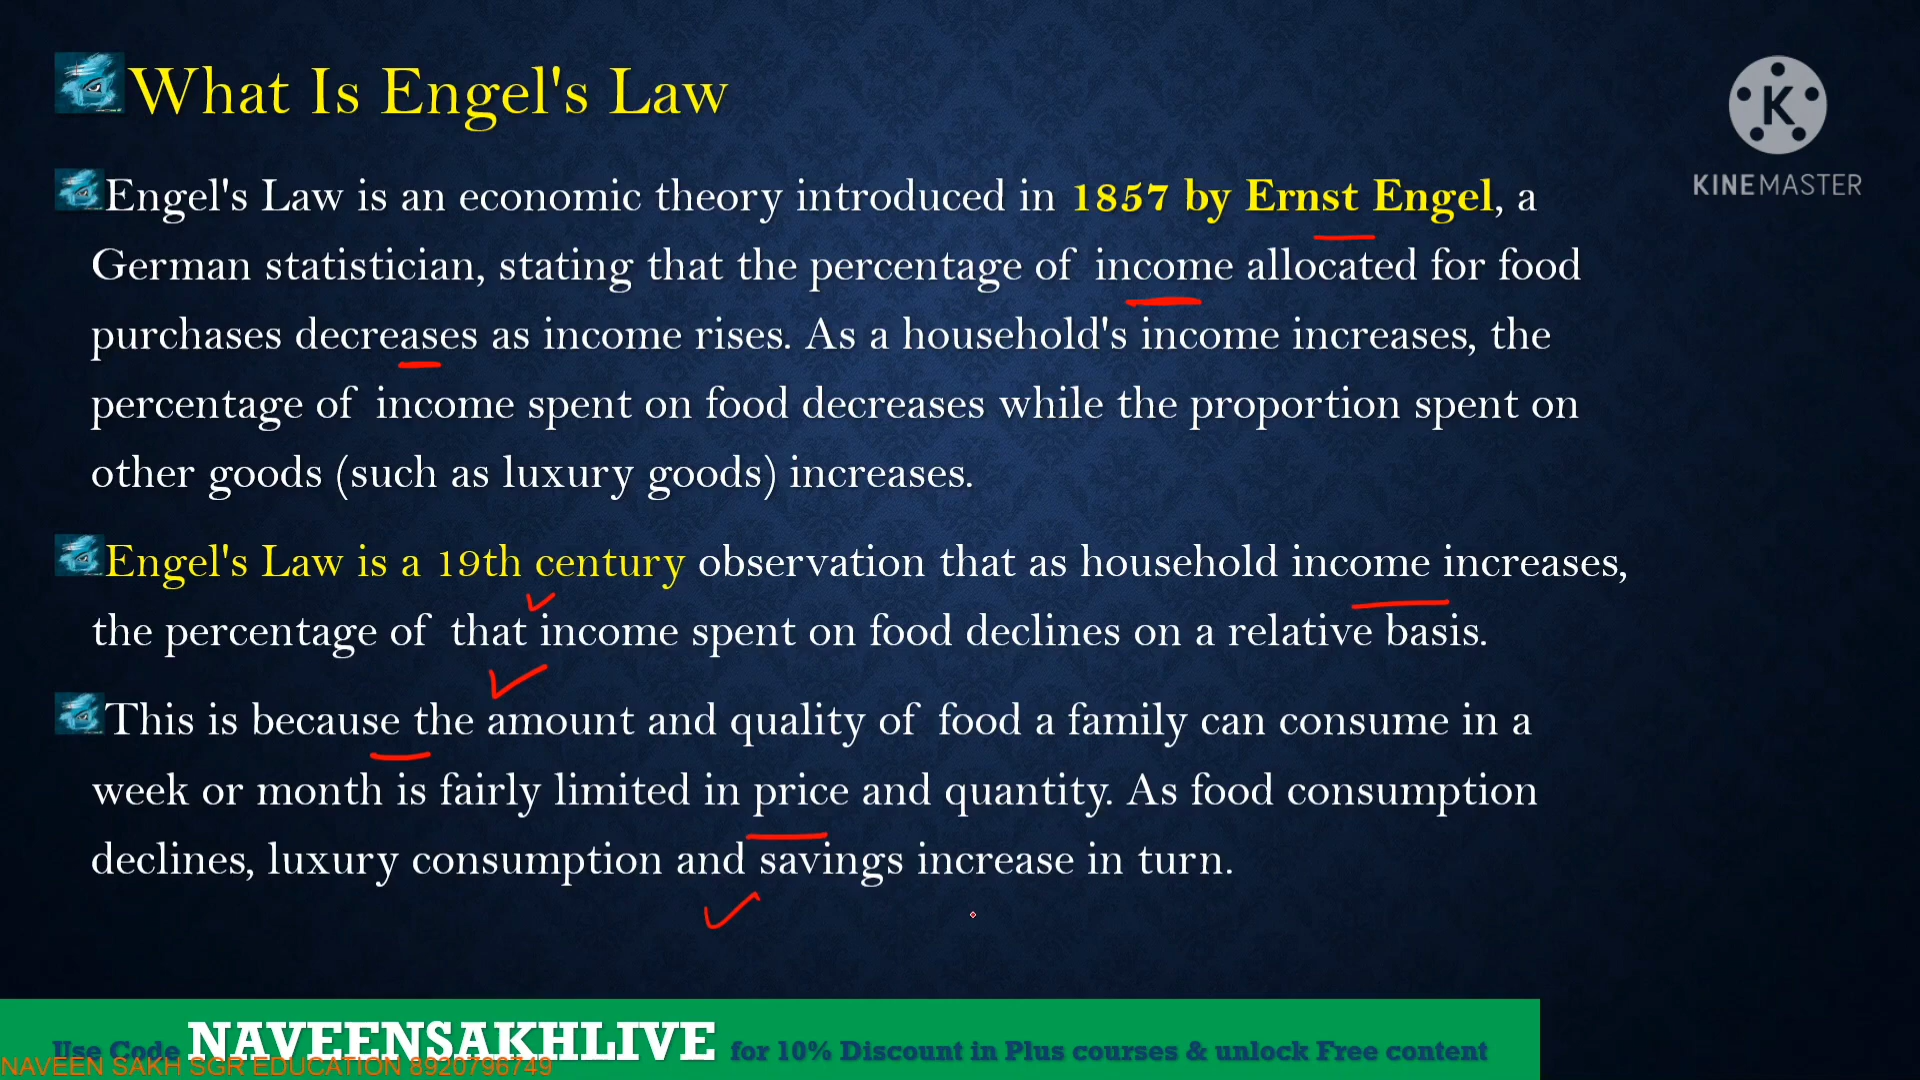 What Is Engel's Law
K
KINEMASTER
Engel's Law is an economic theory introduced in 1857 by Ernst Engel, a
German statistician, stating that the percentage of income allocated for food
purchases decreases as income rises. As a household's income increases, the
percentage of income spent on food decreases while the proportion spent on
other goods (such as luxury goods) increases.
Engel's Law is a 19th century observation that as household income increases,
the percentage of that income spent on food declines on a relative basis.
This is because the amount and quality of food a family can consume in a
week or month is fairly limited in price and quantity. As food consumption
declines, luxury consumption and savings increase in turn.
Use Code NAVEENSAKHLIVE for 10% Discount in Plus courses & unlock Free content
NAVEEN SAKH SGR EDUCATION 8920796749